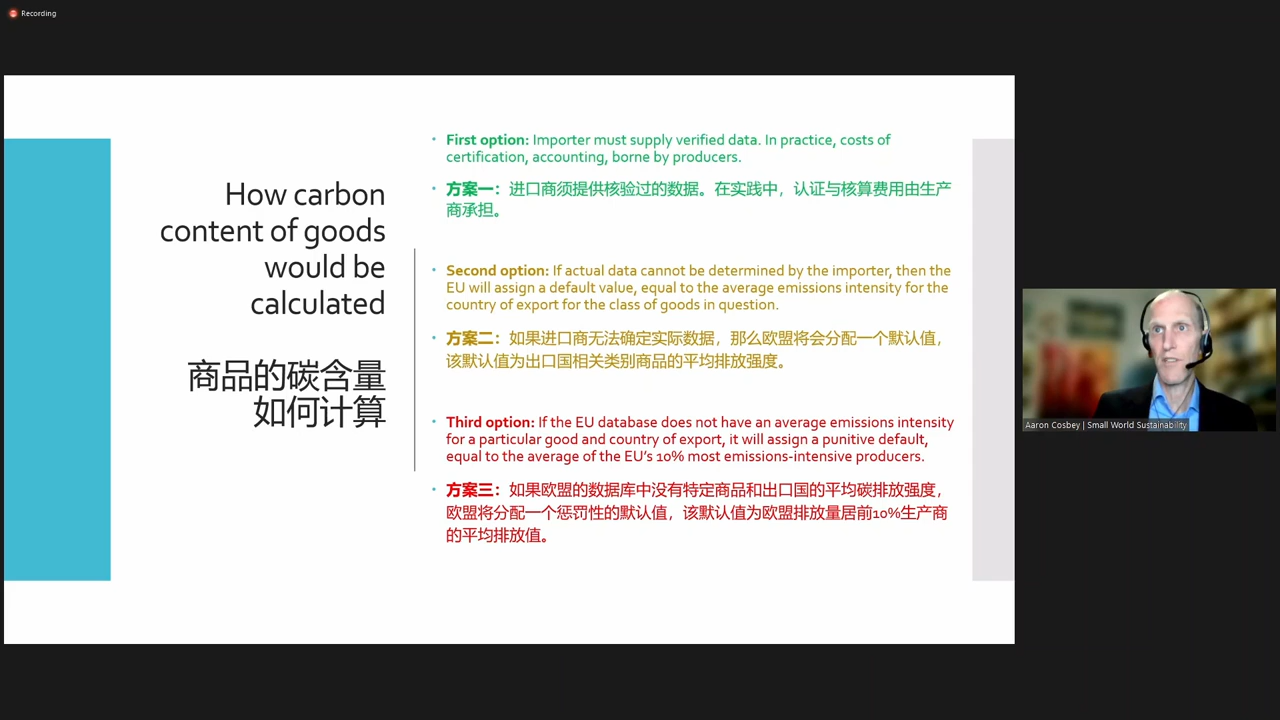 Recording
How carbon
content of goods
would be
calculated
商品的碳含量
如何计算
• First option: Importer must supply verified data. In practice, costs of
certification, accounting, borne by producers.
• 方案一：进口商须提供核验过的数据。在实践中，认证与核算费用由生产
商承担。
• Second option: If actual data cannot be determined by the importer, then the
EU will assign a default value, equal to the average emissions intensity for the
country of export for the class of goods in question.
• 方案二：如果进口商无法确定实际数据，那么欧盟将会分配一个默认值，
该默认值为出口国相关类别商品的平均排放强度。
• Third option: If the EU database does not have an average emissions intensity
for a particular good and country of export, it will assign a punitive default,
equal to the average of the EU's 10% most emissions-intensive producers.
• 方案三：如果欧盟的数据库中没有特定商品和出口国的平均碳排放强度，
欧盟将分配一个惩罚性的默认值，该默认值为欧盟排放量居前10%生产商
的平均排放值。
Aaron Cosbey | Small World Sustainability